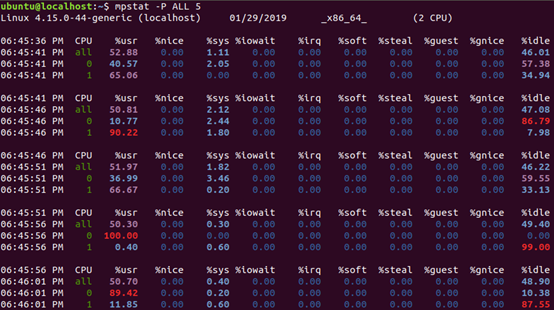 ubuntu@localhost:~$ mpstat -P ALL 5
Linux 4.15.0-44-generic (localhost) 01/29/2019 _x86_64_ (2 CPU)
06:45:36 PM CPU %usr %nice %sys %iowait %irq %soft %steal %guest %gnice %idle
06:45:41 PM all 52.88 0.00 1.11 0.00 0.00 0.00 0.00 0.00 0.00 46.01
06:45:41 PM 0 40.57 0.00 2.05 0.00 0.00 0.00 0.00 0.00 0.00 57.38
06:45:41 PM 1 65.06 0.00 0.00 0.00 0.00 0.00 0.00 0.00 0.00 34.94
06:45:41 PM CPU %usr %nice %sys %iowait %irq %soft %steal %guest %gnice %idle
06:45:46 PM all 50.81 0.00 2.12 0.00 0.00 0.00 0.00 0.00 0.00 47.08
06:45:46 PM 0 10.77 0.00 2.44 0.00 0.00 0.00 0.00 0.00 0.00 86.79
06:45:46 PM 1 90.22 0.00 1.80 0.00 0.00 0.00 0.00 0.00 0.00 7.98
06:45:46 PM CPU %usr %nice %sys %iowait %irq %soft %steal %guest %gnice %idle
06:45:51 PM all 51.97 0.00 1.82 0.00 0.00 0.00 0.00 0.00 0.00 46.22
06:45:51 PM 0 36.99 0.00 3.46 0.00 0.00 0.00 0.00 0.00 0.00 59.55
06:45:51 PM 1 66.67 0.00 0.20 0.00 0.00 0.00 0.00 0.00 0.00 33.13
06:45:51 PM CPU %usr %nice %sys %iowait %irq %soft %steal %guest %gnice %idle
06:45:56 PM all 50.30 0.00 0.30 0.00 0.00 0.00 0.00 0.00 0.00 49.40
06:45:56 PM 0 100.00 0.00 0.00 0.00 0.00 0.00 0.00 0.00 0.00 0.00
06:45:56 PM 1 0.40 0.00 0.60 0.00 0.00 0.00 0.00 0.00 0.00 99.00
06:45:56 PM CPU %usr %nice %sys %iowait %irq %soft %steal %guest %gnice %idle
06:46:01 PM all 50.70 0.00 0.40 0.00 0.00 0.00 0.00 0.00 0.00 48.90
06:46:01 PM 0 89.42 0.00 0.20 0.00 0.00 0.00 0.00 0.00 0.00 10.38
06:46:01 PM 1 11.85 0.00 0.60 0.00 0.00 0.00 0.00 0.00 0.00 87.55